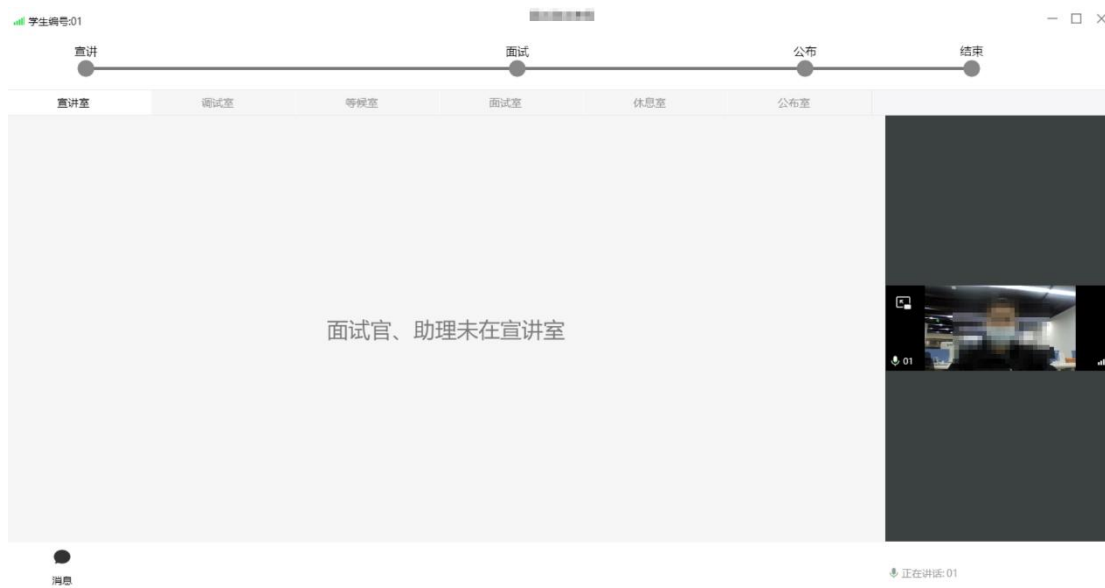 学生编号:01
宣讲 面试 公布 结束
宣讲室 调试室 等候室 面试室 休息室 公布室
面试官、助理未在宣讲室
01
消息
正在讲话: 01